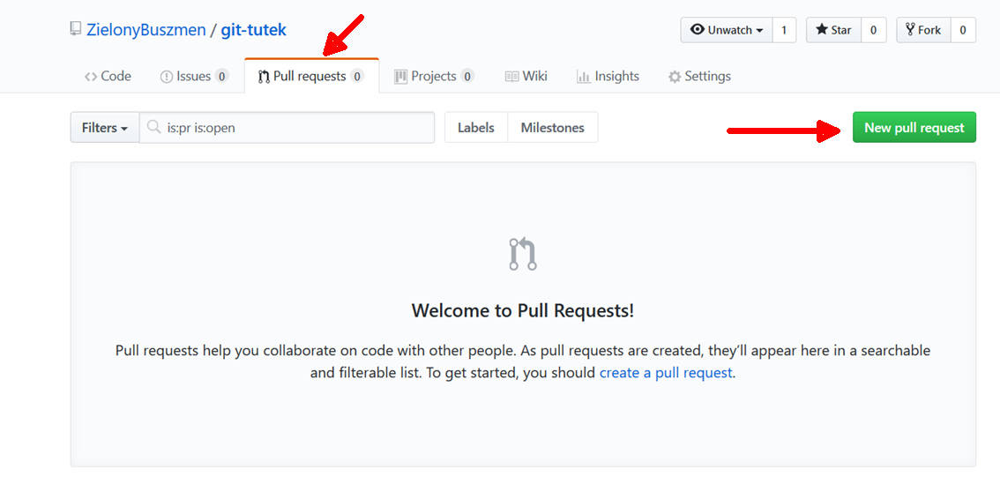 ZielonyBuszmen / git-tutek
Unwatch 1 Star 0 Fork 0
Code Issues 0 Pull requests 0 Projects 0 Wiki Insights Settings
Filters is:pr is:open Labels Milestones New pull request
Welcome to Pull Requests!
Pull requests help you collaborate on code with other people. As pull requests are created, they’ll appear here in a searchable
and filterable list. To get started, you should create a pull request.